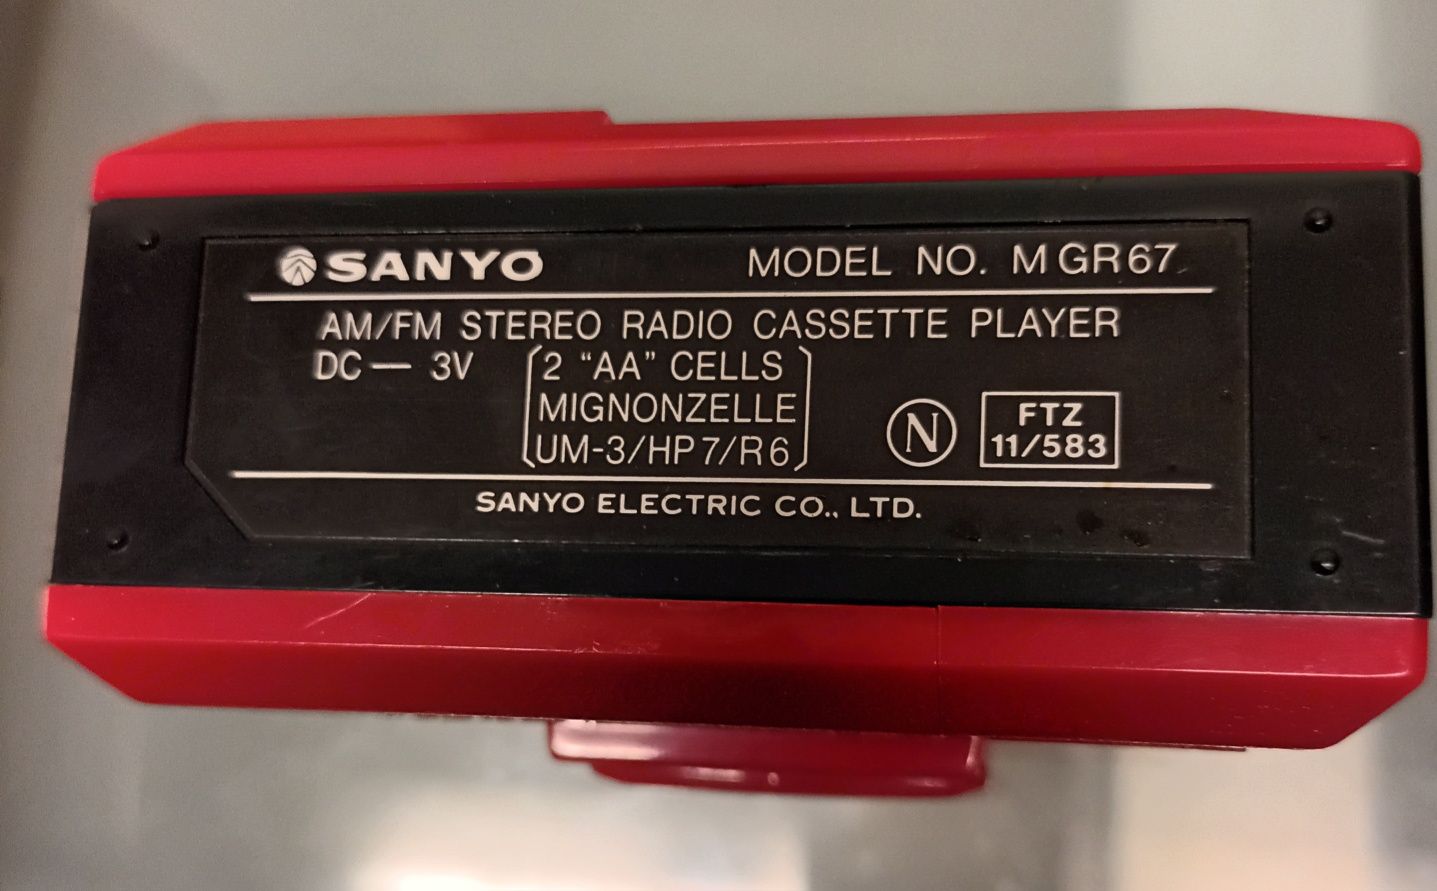 SANYO MODEL NO. MGR67
AM/FM STEREO RADIO CASSETTE PLAYER
DC — 3V 2 “AA” CELLS
MIGNONZELLE
UM-3/HP7/R6
N FTZ
11/583
SANYO ELECTRIC CO., LTD.